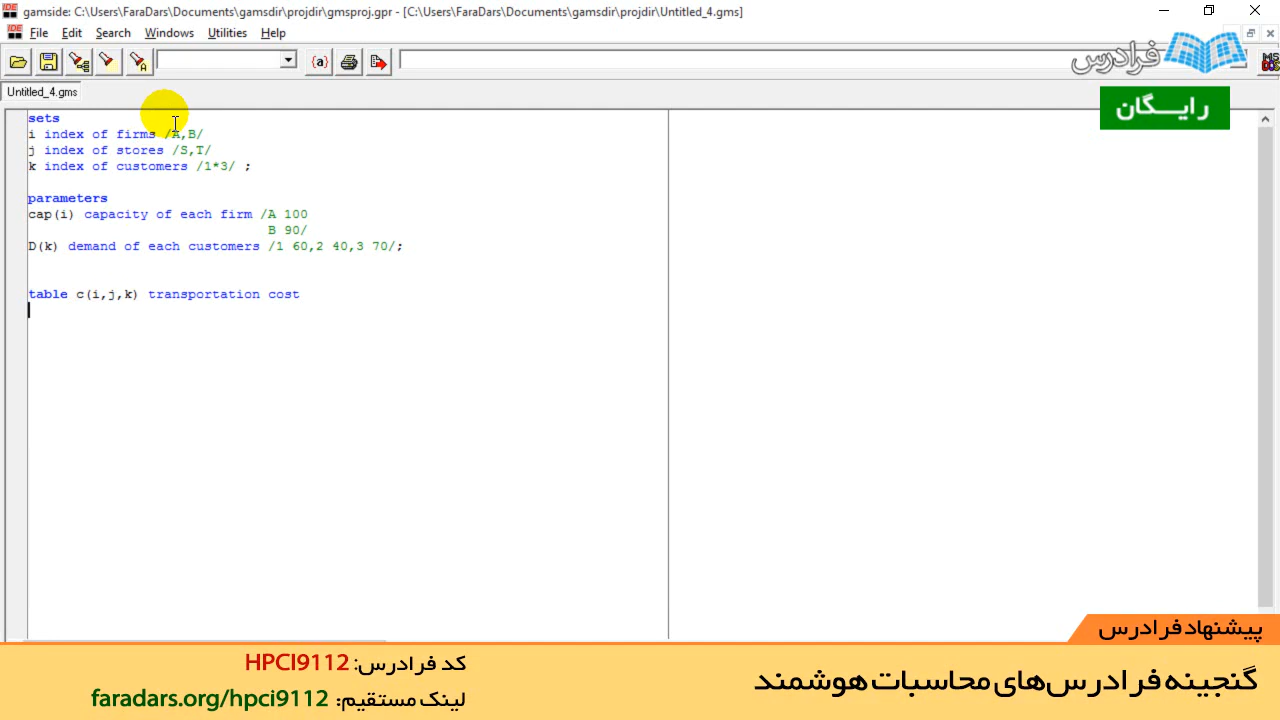 gamside: C:\Users\FaraDars\Documents\gamsdir\projdir\gmsproj.gpr - [C:\Users\FaraDars\Documents\gamsdir\projdir\Untitled_4.gms]
IDE
IDE File Edit Search Windows Utilities Help
{a}
فرادرس
Untitled_4.gms
رایـــگان
sets
i index of firms /A,B/
j index of stores /S,T/
k index of customers /1*3/ ;
parameters
cap(i) capacity of each firm /A 100
B 90/
D(k) demand of each customers /1 60,2 40,3 70/;
table c(i,j,k) transportation cost
پیشنهاد فرادرس
گنجینه فرادرس‌های محاسبات هوشمند
کد فرادرس: HPCI9112
لینک مستقیم: faradars.org/hpci9112